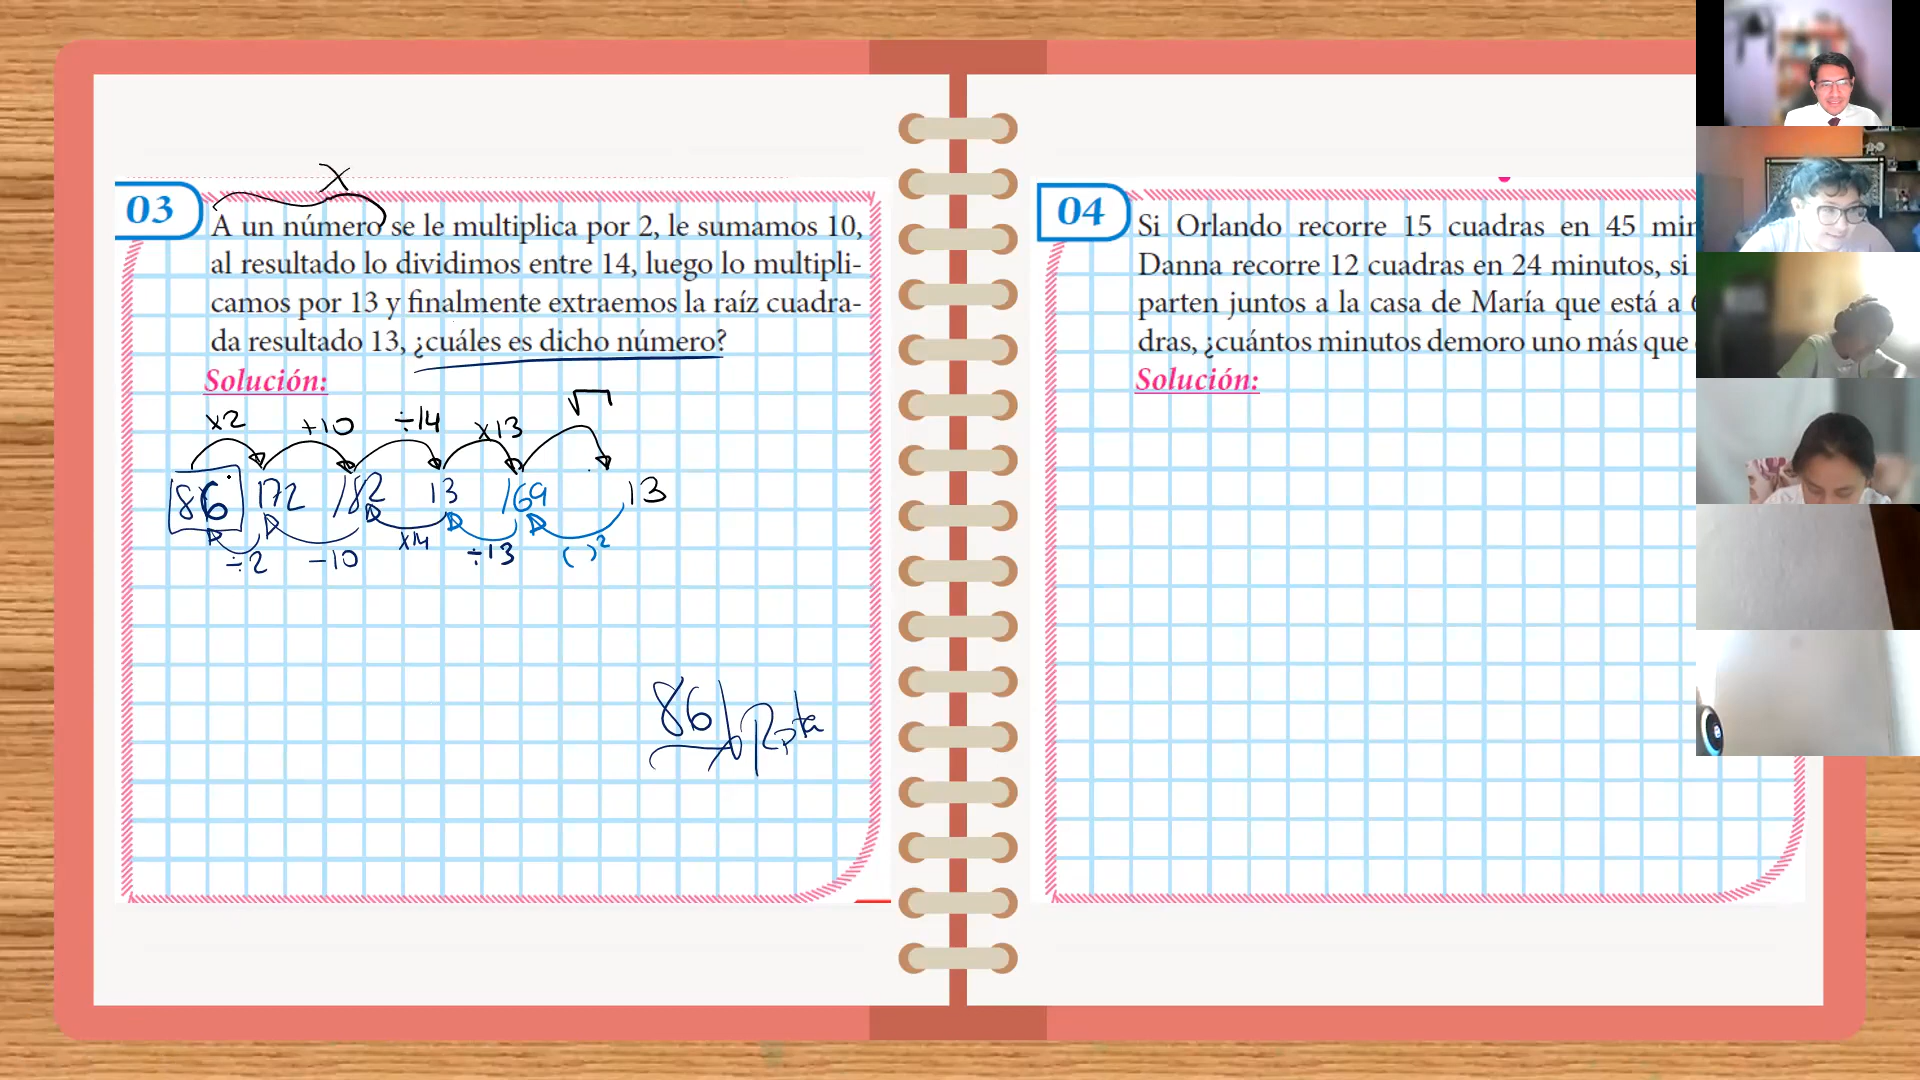 X
03
A un número se le multiplica por 2, le sumamos 10,
al resultado lo dividimos entre 14, luego lo multipli-
camos por 13 y finalmente extraemos la raíz cuadra-
da resultado 13, ¿cuáles es dicho número?
Solución:
×2 +10 ÷14 ×13 √
86 172 182 13 169 13
÷2 -10 ×14 ÷13 ( )²
86 Rpta
04
Si Orlando recorre 15 cuadras en 45 min
Danna recorre 12 cuadras en 24 minutos, si
parten juntos a la casa de María que está a
dras, ¿cuántos minutos demoro uno más que
Solución: